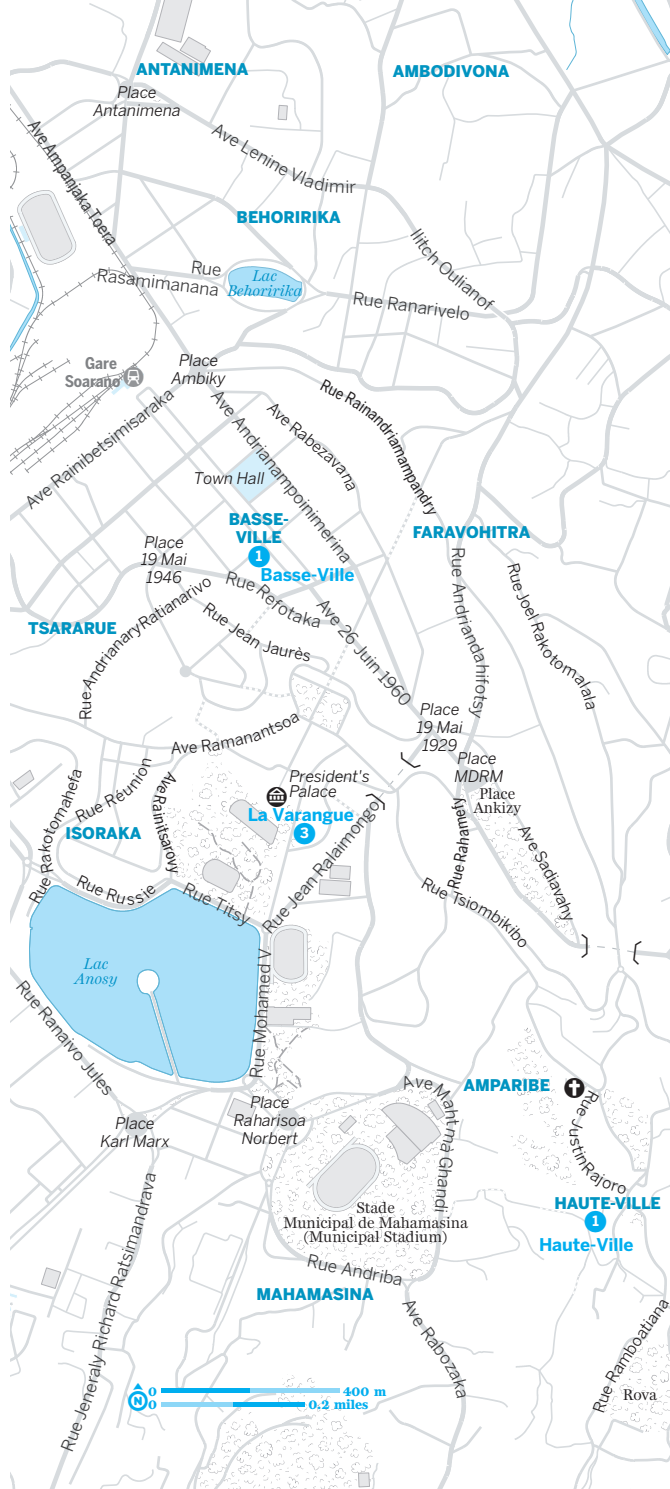 ANTANIMENA
AMBODIVONA
Place
Antanimena
Ave Ampanjaka Toera
Ave Lenine Vladimir
BEHORIRIKA
Ilitch Oulianof
Rue
Rasamimanana
Lac
Behoririka
Rue Ranarivelo
Gare
Soarano
Place
Ambiky
Rue Rainandriamampandry
Ave Rabezavana
Ave Andrianampoinimerina
Ave Rainibetsimisaraka
Town Hall
BASSE-
VILLE
1
Basse-Ville
FARAVOHITRA
Place
19 Mai
1946
Rue Refotaka
Rue Andriandahifotsy
Rue Joel Rakotomalala
TSARARUE
Rue Andrianary Ratianarivo
Rue Jean Jaurès
Ave 26 Juin 1960
Place
19 Mai
1929
Ave Ramanantsoa
Place
MDRM
Place
Ankizy
President's
Palace
La Varangue
3
Rue Rakotomahefa
Rue Réunion
Ave Rainitsarovy
ISORAKA
Rue Jean Ralaimongo
Rue Rahamefy
Ave Sadiavahy
Rue Russie
Rue Titsy
Rue Tsiombikibo
Lac
Anosy
Rue Mohamed V
Rue Ranaivo Jules
AMPARIBE
Ave Mahtmà Ghandi
Rue Justin Rajoro
Place
Karl Marx
Place
Raharisoa
Norbert
Stade
Municipal de Mahamasina
(Municipal Stadium)
HAUTE-VILLE
1
Haute-Ville
Rue Jeneraly Richard Ratsimandrava
Rue Andriba
MAHAMASINA
Ave Rabozaka
Rue Ramboatiana
Rova
N
0 400 m
0 0.2 miles